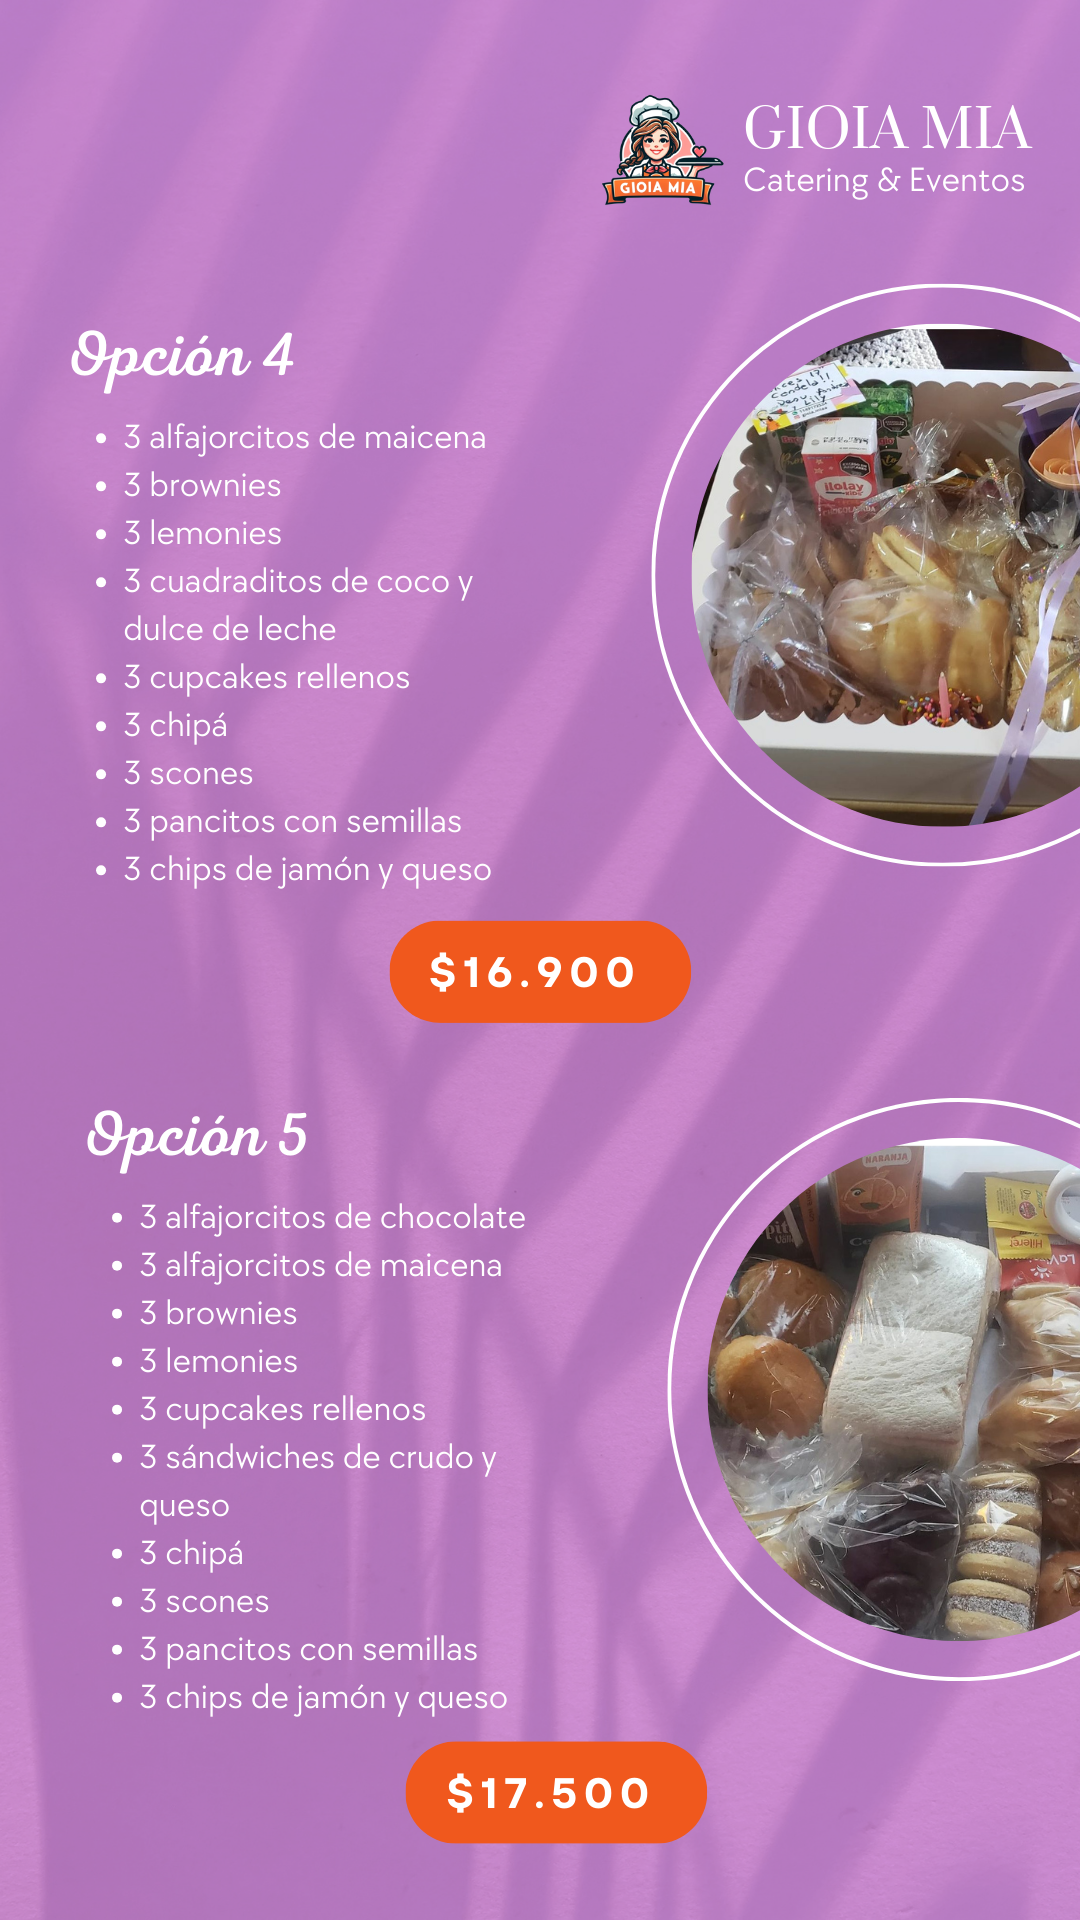 GIOIA MIA
GIOIA MIA
Catering & Eventos
Opción 4
3 alfajorcitos de maicena
3 brownies
3 lemonies
3 cuadraditos de coco y
dulce de leche
3 cupcakes rellenos
3 chipá
3 scones
3 pancitos con semillas
3 chips de jamón y queso
$16.900
ilolay
Opción 5
3 alfajorcitos de chocolate
3 alfajorcitos de maicena
3 brownies
3 lemonies
3 cupcakes rellenos
3 sándwiches de crudo y
queso
3 chipá
3 scones
3 pancitos con semillas
3 chips de jamón y queso
$17.500
NARANJA
Hileret